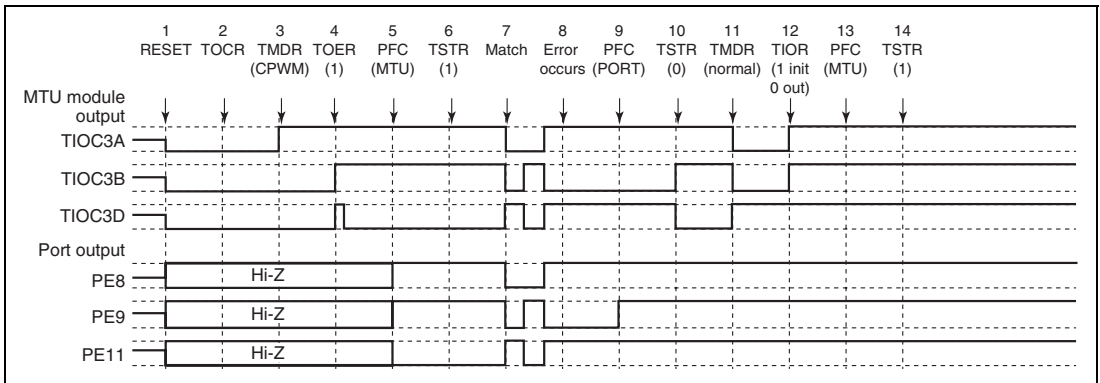 1 2 3 4 5 6 7 8 9 10 11 12 13 14
RESET TOCR TMDR TOER PFC TSTR Match Error PFC TSTR TMDR TIOR PFC TSTR
(CPWM) (1) (MTU) (1) occurs (PORT) (0) (normal) (1 init (MTU) (1)
0 out)
MTU module
output
TIOC3A
TIOC3B
TIOC3D
Port output
PE8 Hi-Z
PE9 Hi-Z
PE11 Hi-Z